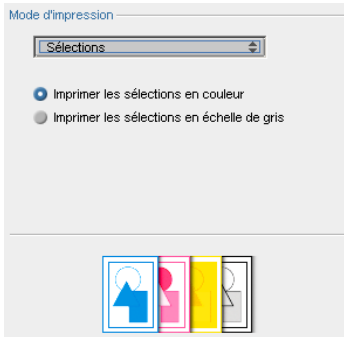 Mode d'impression
Sélections
Imprimer les sélections en couleur
Imprimer les sélections en échelle de gris